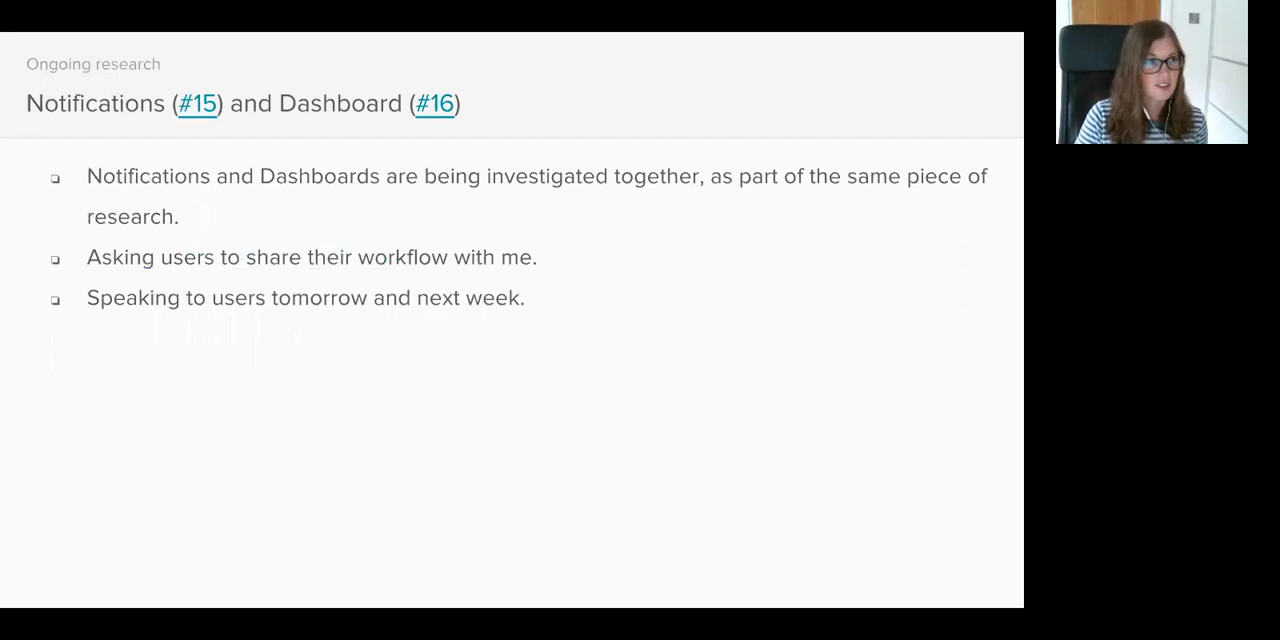 Ongoing research
Notifications (#15) and Dashboard (#16)
Notifications and Dashboards are being investigated together, as part of the same piece of
research.
Asking users to share their workflow with me.
Speaking to users tomorrow and next week.